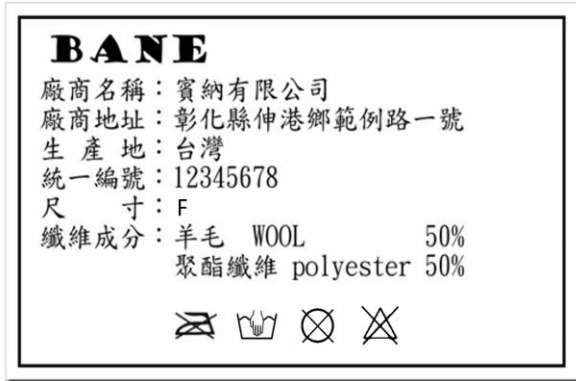 BANE
廠商名稱：賓納有限公司
廠商地址：彰化縣伸港鄉範例路一號
生 產 地：台灣
統一編號：12345678
尺　　寸：F
纖維成分：羊毛 WOOL 50%
聚酯纖維 polyester 50%